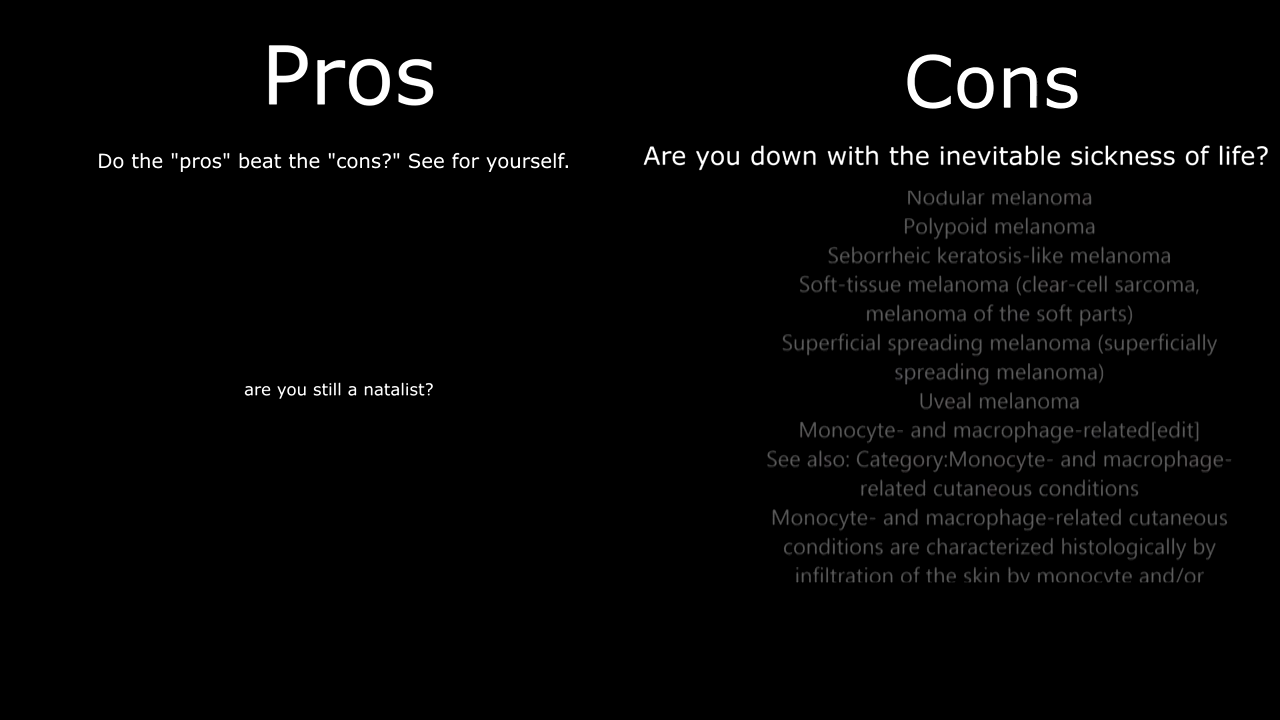 Pros
Do the "pros" beat the "cons?" See for yourself.
are you still a natalist?
Cons
Are you down with the inevitable sickness of life?
Nodular melanoma
Polypoid melanoma
Seborrheic keratosis-like melanoma
Soft-tissue melanoma (clear-cell sarcoma,
melanoma of the soft parts)
Superficial spreading melanoma (superficially
spreading melanoma)
Uveal melanoma
Monocyte- and macrophage-related[edit]
See also: Category:Monocyte- and macrophage-
related cutaneous conditions
Monocyte- and macrophage-related cutaneous
conditions are characterized histologically by
infiltration of the skin by monocyte and/or